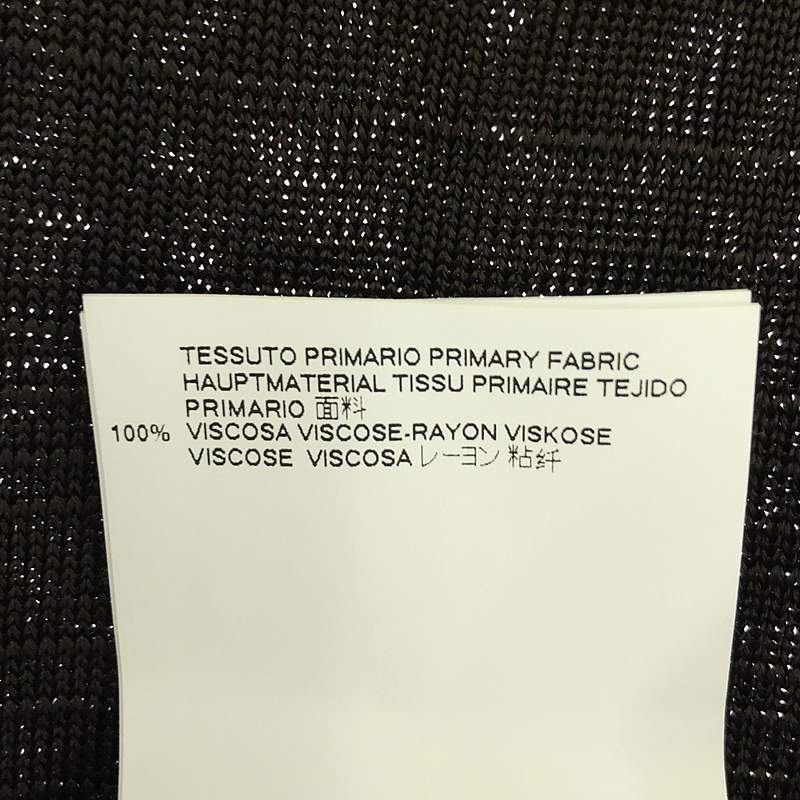 TESSUTO PRIMARIO PRIMARY FABRIC
HAUPTMATERIAL TISSU PRIMAIRE TEJIDO
PRIMARIO 面料
100% VISCOSA VISCOSE-RAYON VISKOSE
VISCOSE VISCOSA レーヨン 粘纤